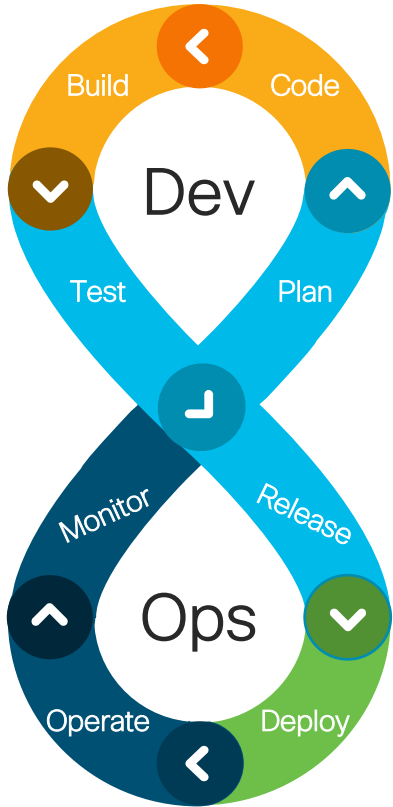 Build
Code
Dev
Test
Plan
Monitor
Release
Ops
Operate
Deploy